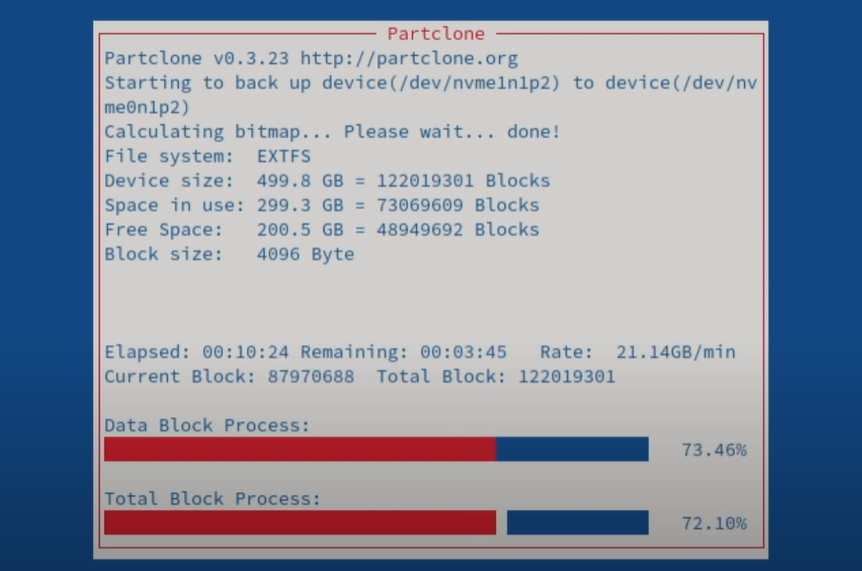 Partclone
Partclone v0.3.23 http://partclone.org
Starting to back up device(/dev/nvme1n1p2) to device(/dev/nv
me0n1p2)
Calculating bitmap... Please wait... done!
File system:  EXTFS
Device size:  499.8 GB = 122019301 Blocks
Space in use: 299.3 GB = 73069609 Blocks
Free Space:   200.5 GB = 48949692 Blocks
Block size:   4096 Byte
Elapsed: 00:10:24 Remaining: 00:03:45   Rate:  21.14GB/min
Current Block: 87970688  Total Block: 122019301
Data Block Process:
73.46%
Total Block Process:
72.10%